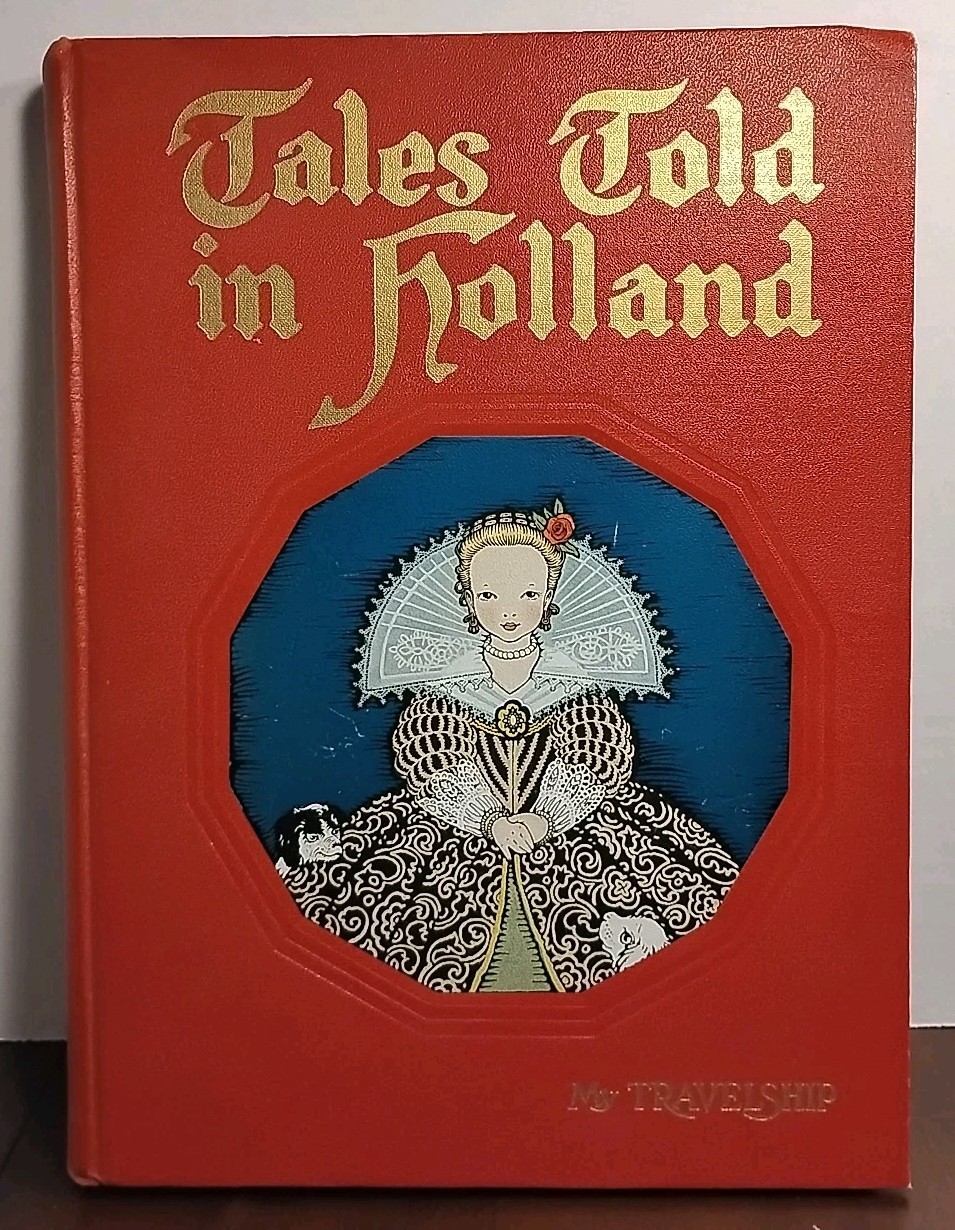 Tales Told
in Holland
My TRAVELSHIP